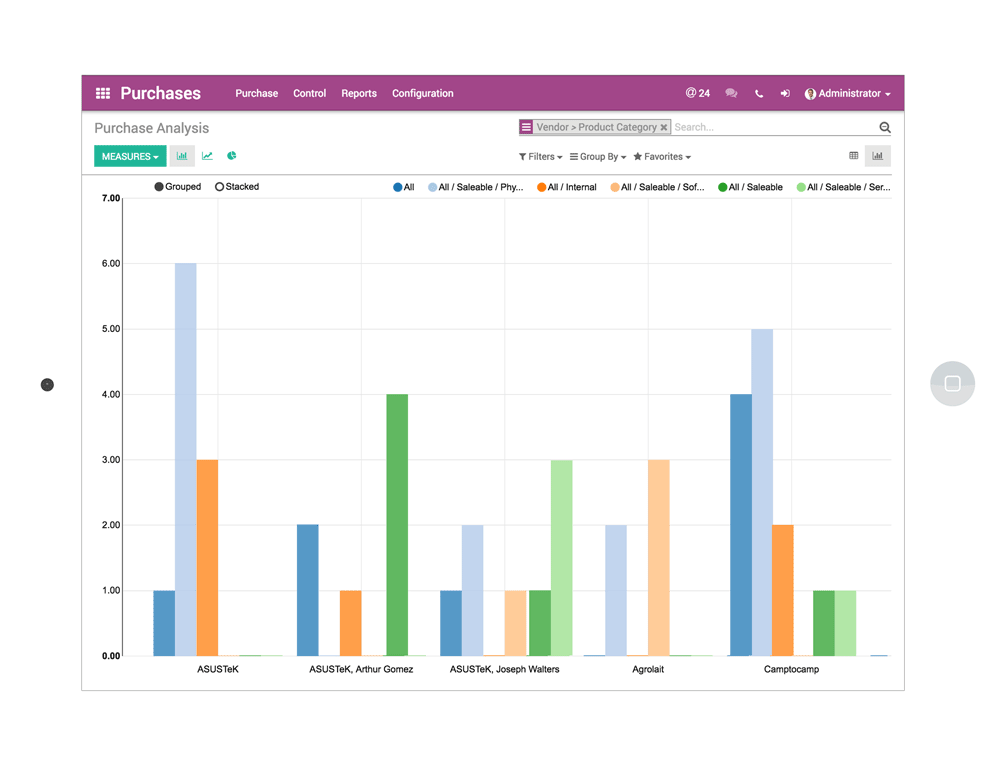 Purchases Purchase Control Reports Configuration @ 24 Administrator
Purchase Analysis Vendor > Product Category × Search...
MEASURES Filters Group By Favorites
Grouped Stacked All All / Saleable / Phy... All / Internal All / Saleable / Sof... All / Saleable All / Saleable / Ser...
7.00
6.00
5.00
4.00
3.00
2.00
1.00
0.00
ASUSTeK ASUSTeK, Arthur Gomez ASUSTeK, Joseph Walters Agrolait Camptocamp